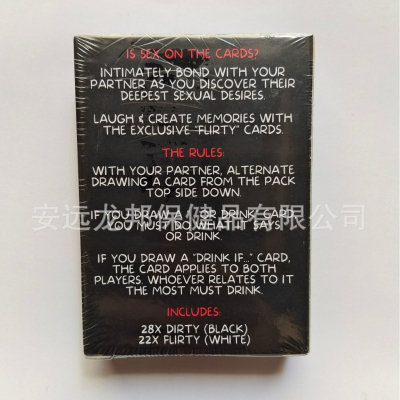 IS SEX ON THE CARDS?
INTIMATELY BOND WITH YOUR
PARTNER AS YOU DISCOVER THEIR
DEEPEST SEXUAL DESIRES.
LAUGH & CREATE MEMORIES WITH
THE EXCLUSIVE "FLIRTY" CARDS.
THE RULES:
WITH YOUR PARTNER, ALTERNATE
DRAWING A CARD FROM THE PACK
TOP SIDE DOWN.
安远龙邦保健品有限公司
IF YOU DRAW A "...OR DRINK" CARD
YOU MUST DO WHAT IT SAYS
OR DRINK.
IF YOU DRAW A "DRINK IF..." CARD,
THE CARD APPLIES TO BOTH
PLAYERS. WHOEVER RELATES TO IT
THE MOST MUST DRINK.
INCLUDES:
28X DIRTY (BLACK)
22X FLIRTY (WHITE)